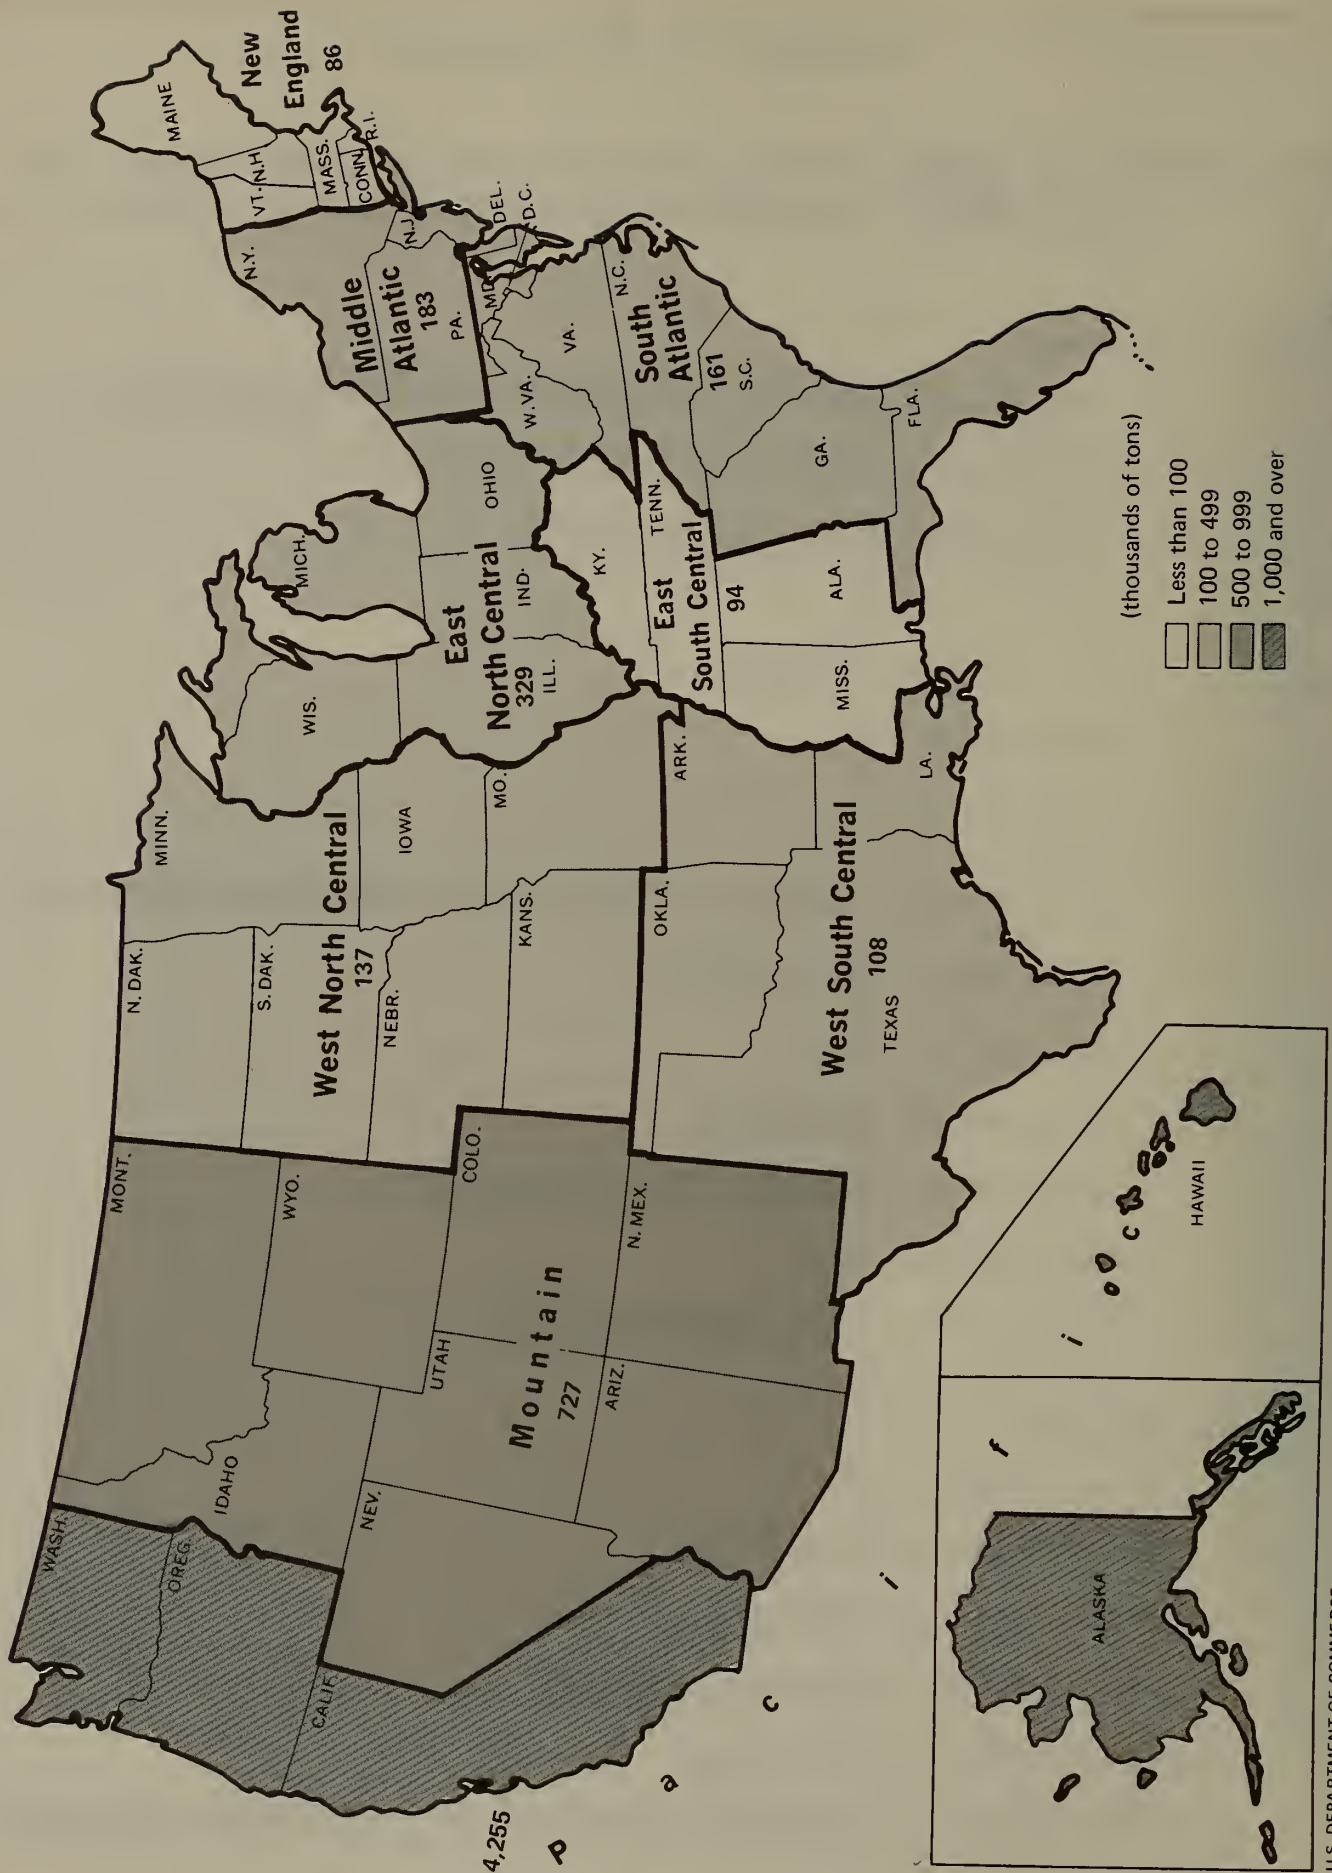 WASH.
OREG.
CALIF.
IDAHO
NEV.
MONT.
WYO.
UTAH
ARIZ.
COLO.
N. MEX.
Mountain
727
4,255
P
a
c
i
f
i
c
N. DAK.
S. DAK.
NEBR.
KANS.
MINN.
IOWA
MO.
West North Central
137
OKLA.
ARK.
TEXAS
LA.
West South Central
108
WIS.
MICH.
ILL.
IND.
OHIO
East
North Central
329
KY.
TENN.
MISS.
ALA.
East
South Central
94
N.Y.
PA.
N.J.
Middle
Atlantic
183
MAINE
VT.
N.H
MASS.
CONN.
R.I.
New
England
86
DEL.
MD.
D.C.
W.VA.
VA.
N.C.
S.C.
GA.
FLA.
South
Atlantic
161
ALASKA
HAWAII
(thousands of tons)
Less than 100
100 to 499
500 to 999
1,000 and over
U.S. DEPARTMENT OF COMMERCE